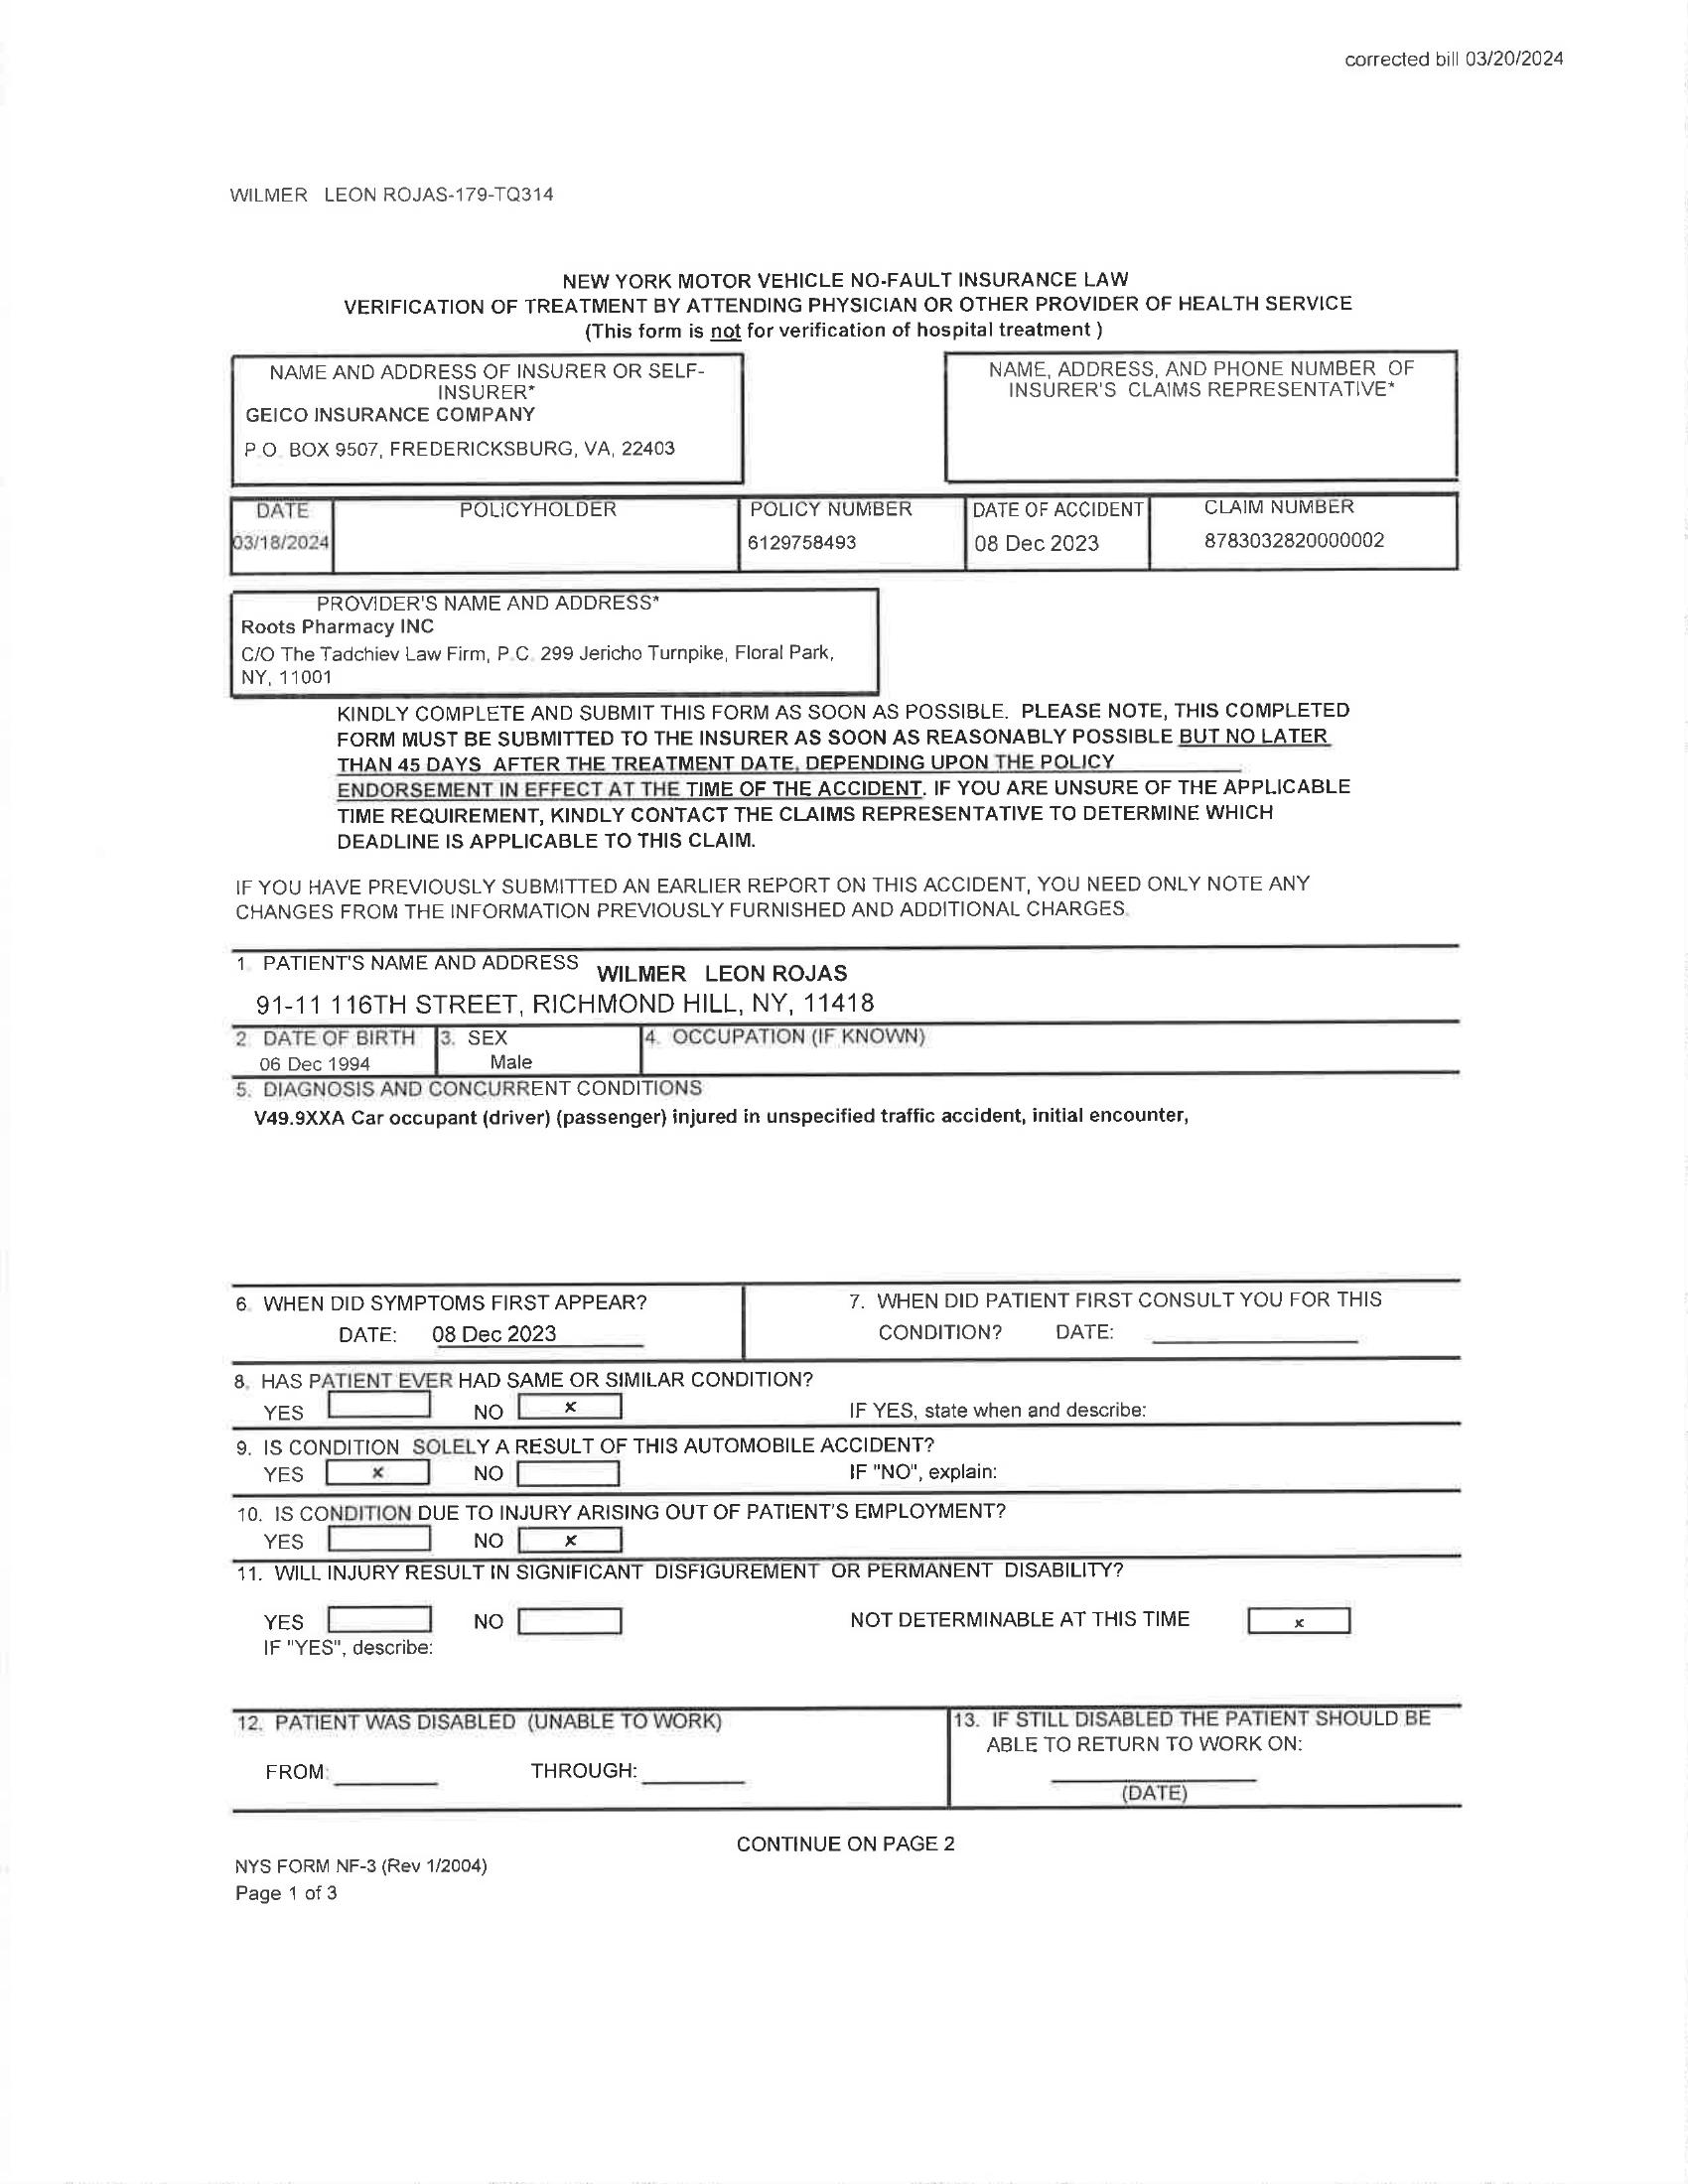 corrected bill 03/20/2024
WILMER LEON ROJAS-179-TQ314
NEW YORK MOTOR VEHICLE NO-FAULT INSURANCE LAW
VERIFICATION OF TREATMENT BY ATTENDING PHYSICIAN OR OTHER PROVIDER OF HEALTH SERVICE
(This form is not for verification of hospital treatment )
NAME AND ADDRESS OF INSURER OR SELF-
INSURER*
GEICO INSURANCE COMPANY
P.O. BOX 9507, FREDERICKSBURG, VA, 22403
NAME, ADDRESS, AND PHONE NUMBER OF
INSURER'S CLAIMS REPRESENTATIVE*
DATE POLICYHOLDER POLICY NUMBER DATE OF ACCIDENT CLAIM NUMBER
03/18/2024 6129758493 08 Dec 2023 8783032820000002
PROVIDER'S NAME AND ADDRESS*
Roots Pharmacy INC
C/O The Tadchiev Law Firm, P.C. 299 Jericho Turnpike, Floral Park,
NY, 11001
KINDLY COMPLETE AND SUBMIT THIS FORM AS SOON AS POSSIBLE. PLEASE NOTE, THIS COMPLETED
FORM MUST BE SUBMITTED TO THE INSURER AS SOON AS REASONABLY POSSIBLE BUT NO LATER
THAN 45 DAYS AFTER THE TREATMENT DATE, DEPENDING UPON THE POLICY
ENDORSEMENT IN EFFECT AT THE TIME OF THE ACCIDENT. IF YOU ARE UNSURE OF THE APPLICABLE
TIME REQUIREMENT, KINDLY CONTACT THE CLAIMS REPRESENTATIVE TO DETERMINE WHICH
DEADLINE IS APPLICABLE TO THIS CLAIM.
IF YOU HAVE PREVIOUSLY SUBMITTED AN EARLIER REPORT ON THIS ACCIDENT, YOU NEED ONLY NOTE ANY
CHANGES FROM THE INFORMATION PREVIOUSLY FURNISHED AND ADDITIONAL CHARGES.
1. PATIENT'S NAME AND ADDRESS WILMER LEON ROJAS
91-11 116TH STREET, RICHMOND HILL, NY, 11418
2. DATE OF BIRTH 3. SEX 4. OCCUPATION (IF KNOWN)
06 Dec 1994 Male
5. DIAGNOSIS AND CONCURRENT CONDITIONS
V49.9XXA Car occupant (driver) (passenger) injured in unspecified traffic accident, initial encounter,
6. WHEN DID SYMPTOMS FIRST APPEAR?
DATE: 08 Dec 2023
7. WHEN DID PATIENT FIRST CONSULT YOU FOR THIS
CONDITION? DATE:
8. HAS PATIENT EVER HAD SAME OR SIMILAR CONDITION?
YES NO x IF YES, state when and describe:
9. IS CONDITION SOLELY A RESULT OF THIS AUTOMOBILE ACCIDENT?
YES x NO IF "NO", explain:
10. IS CONDITION DUE TO INJURY ARISING OUT OF PATIENT'S EMPLOYMENT?
YES NO x
11. WILL INJURY RESULT IN SIGNIFICANT DISFIGUREMENT OR PERMANENT DISABILITY?
YES NO NOT DETERMINABLE AT THIS TIME x
IF "YES", describe:
12. PATIENT WAS DISABLED (UNABLE TO WORK)
FROM: THROUGH:
13. IF STILL DISABLED THE PATIENT SHOULD BE
ABLE TO RETURN TO WORK ON:
(DATE)
CONTINUE ON PAGE 2
NYS FORM NF-3 (Rev 1/2004)
Page 1 of 3